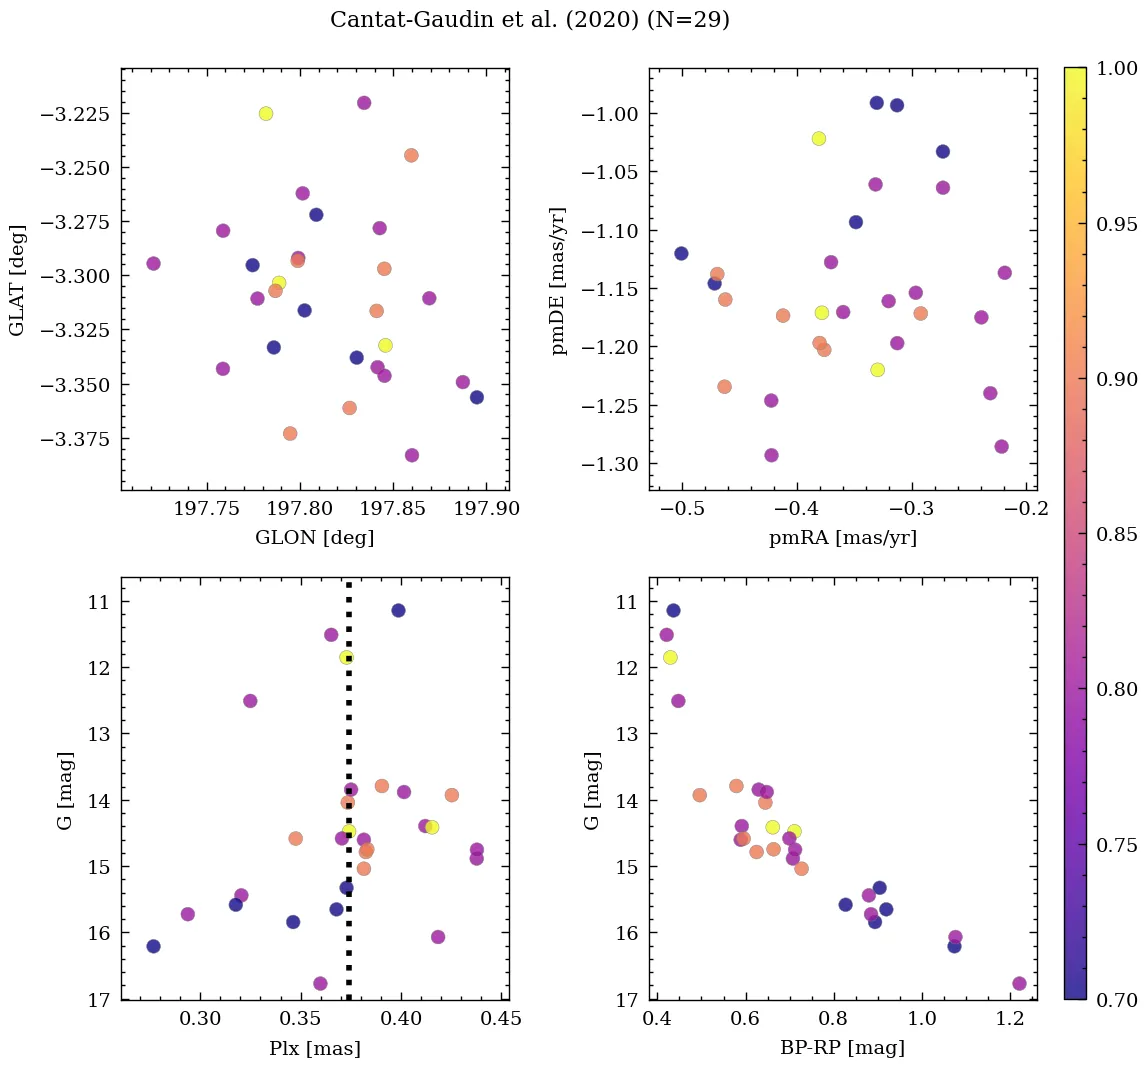 Cantat-Gaudin et al. (2020) (N=29)
−3.225
−3.250
−3.275
−3.300
−3.325
−3.350
−3.375
GLAT [deg]
197.75 197.80 197.85 197.90
GLON [deg]
−1.00
−1.05
−1.10
−1.15
−1.20
−1.25
−1.30
pmDE [mas/yr]
−0.5 −0.4 −0.3 −0.2
pmRA [mas/yr]
11
12
13
14
15
16
17
G [mag]
0.30 0.35 0.40 0.45
Plx [mas]
11
12
13
14
15
16
17
G [mag]
0.4 0.6 0.8 1.0 1.2
BP-RP [mag]
1.00
0.95
0.90
0.85
0.80
0.75
0.70